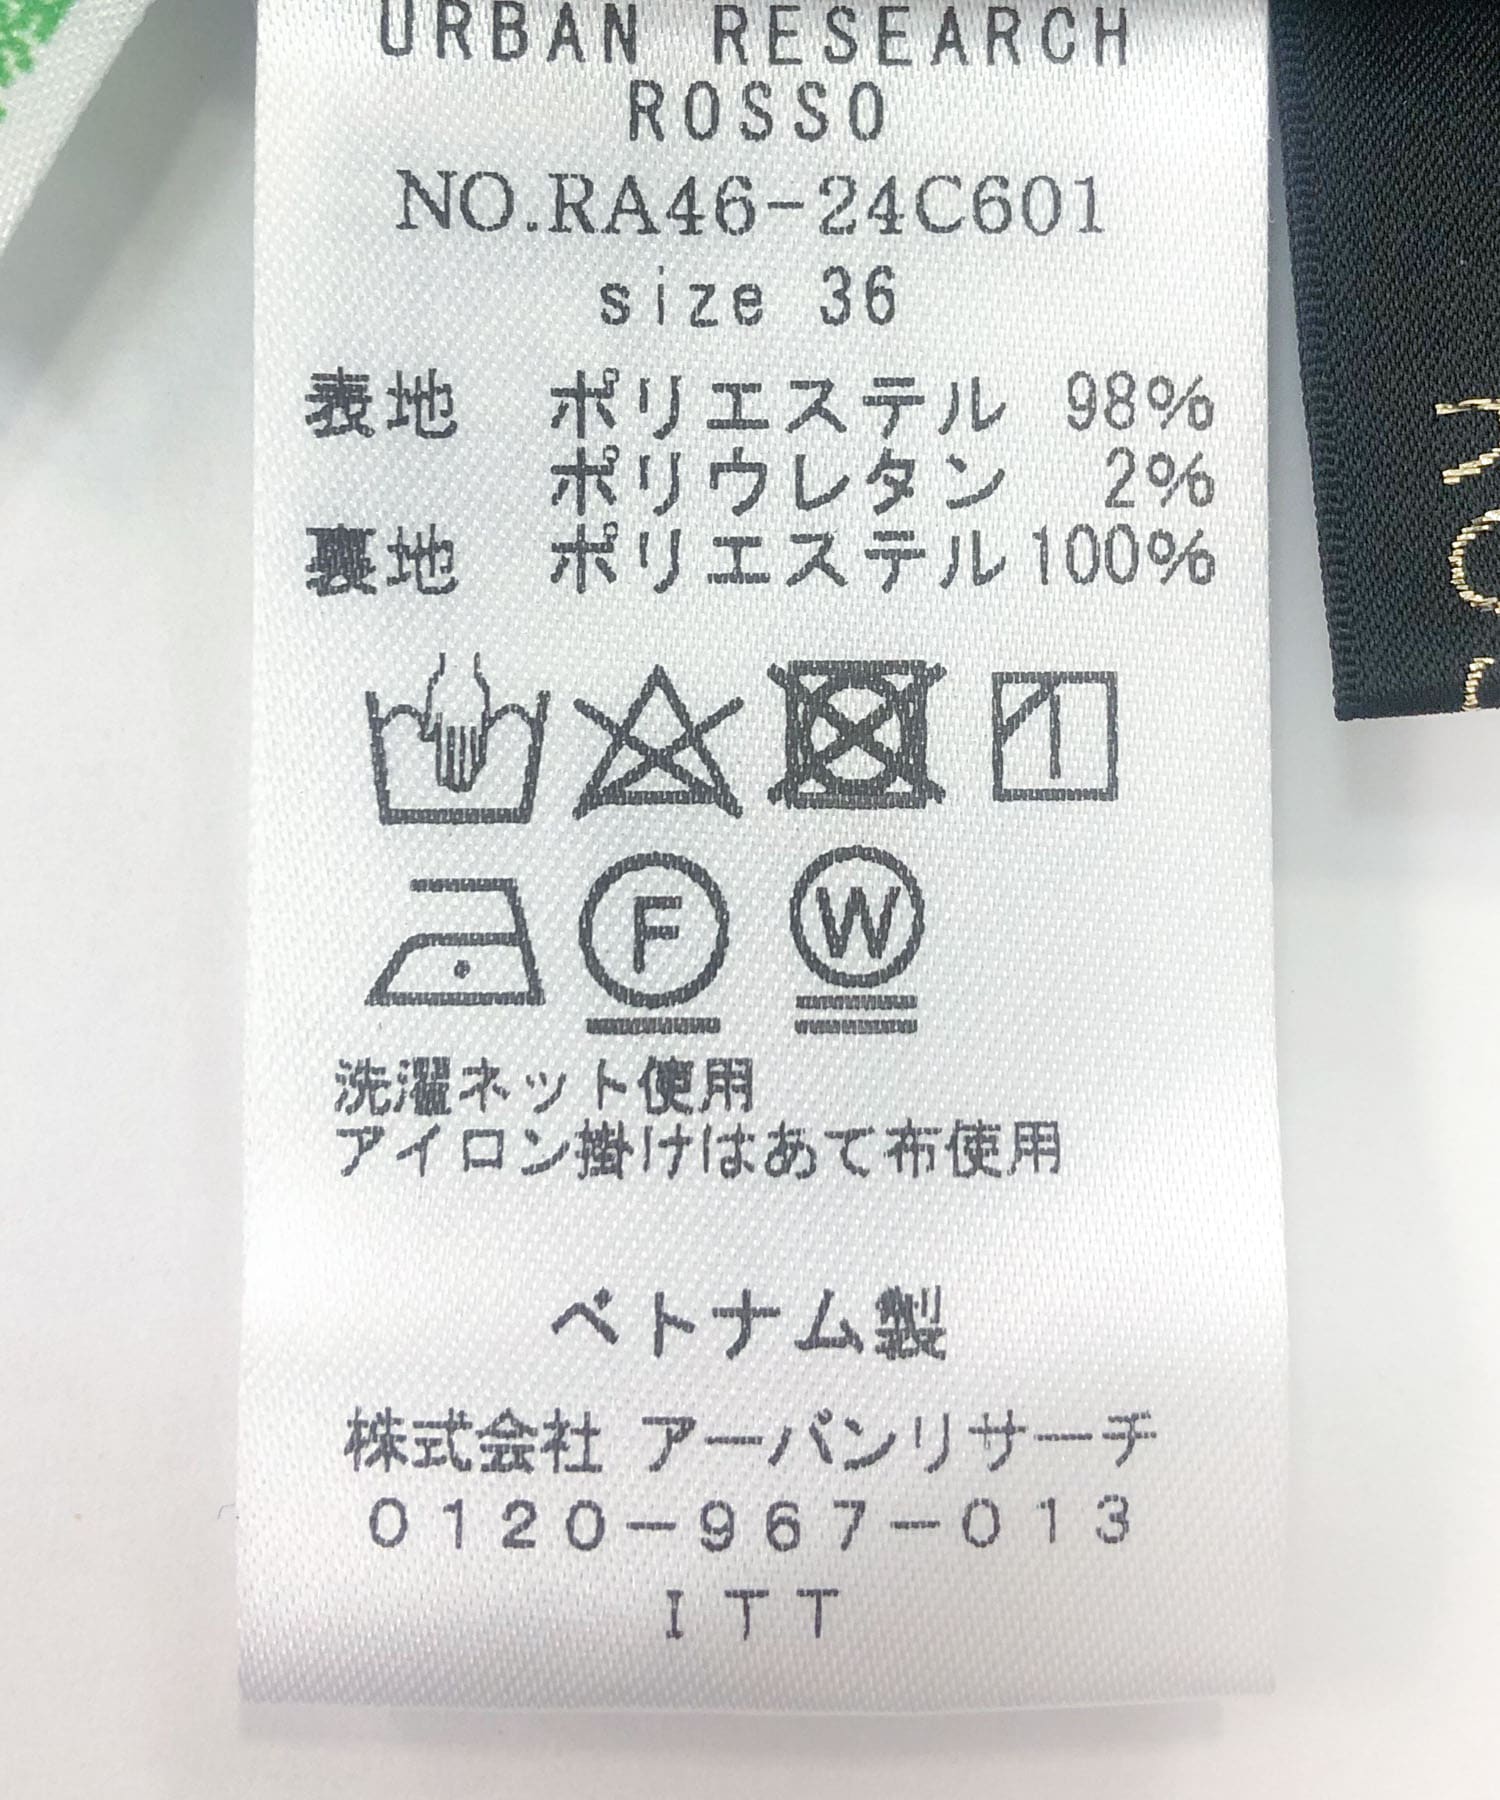 URBAN RESEARCH
ROSSO
NO.RA46-24C601
size 36
表地 ポリエステル 98%
ポリウレタン 2%
裏地 ポリエステル100%
F
W
洗濯ネット使用
アイロン掛けはあて布使用
ベトナム製
株式会社 アーバンリサーチ
0120-967-013
ITT